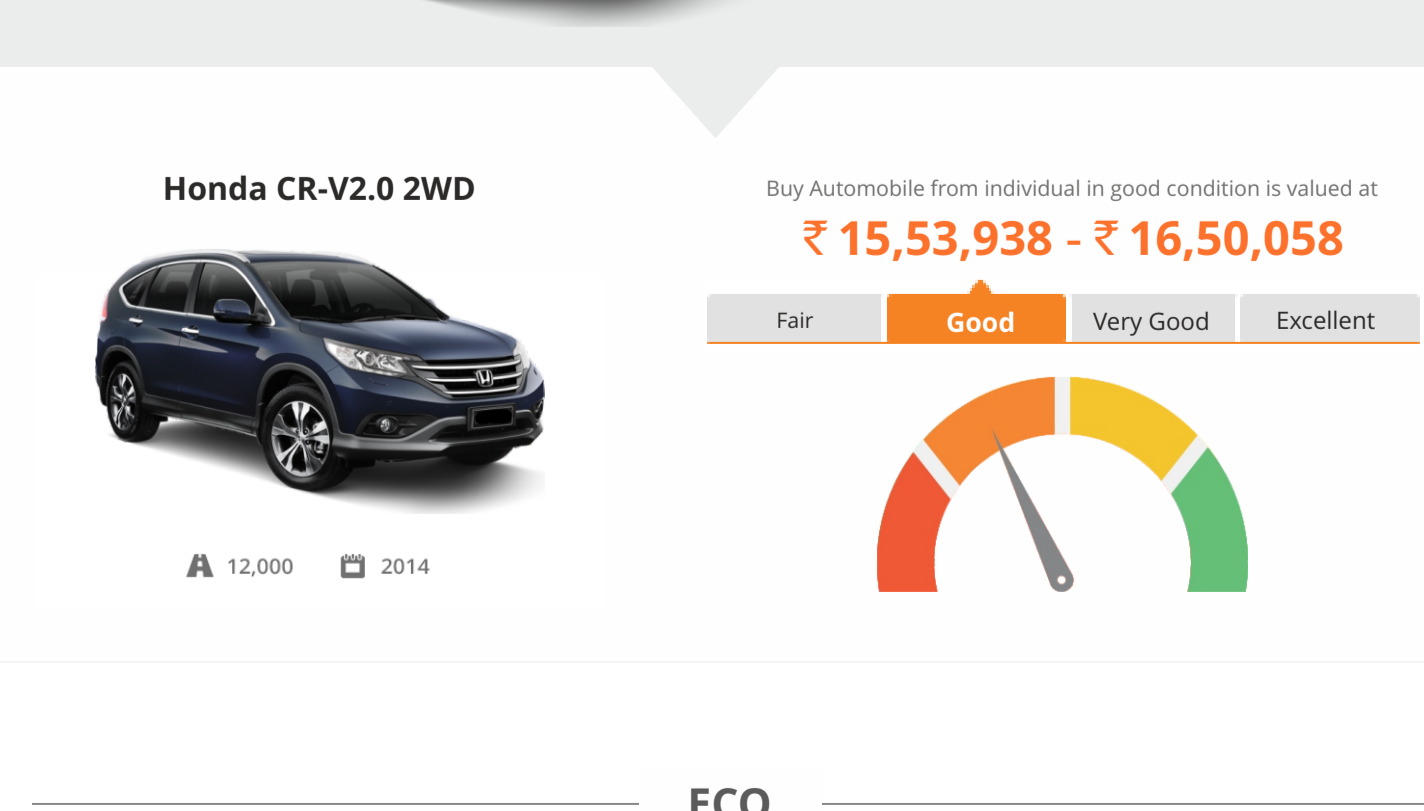 Honda CR-V2.0 2WD
12,000 2014
Buy Automobile from individual in good condition is valued at
₹ 15,53,938 - ₹ 16,50,058
Fair Good Very Good Excellent
ECO